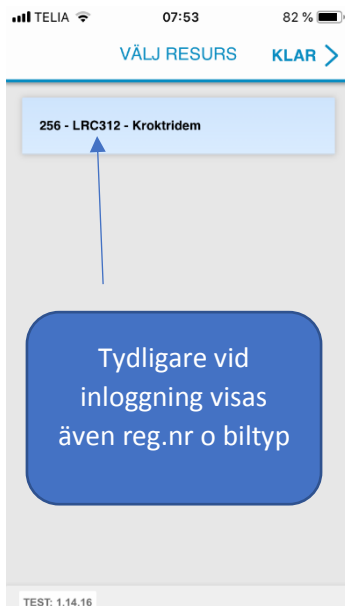 TELIA 07:53 82 %
VÄLJ RESURS KLAR
256 - LRC312 - Kroktridem
Tydligare vid
inloggning visas
även reg.nr o biltyp
TEST: 1.14.16